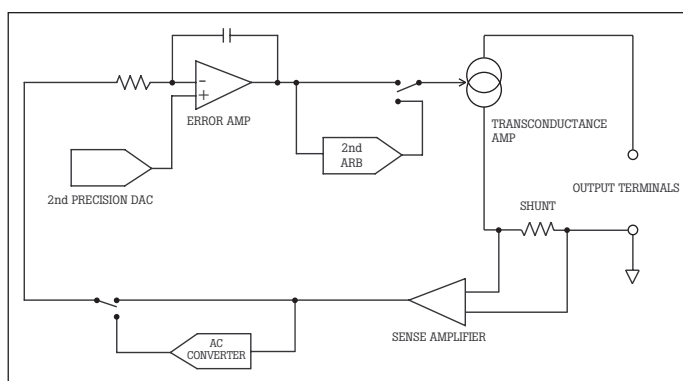 -
+
ERROR AMP
2nd PRECISION DAC
2nd
ARB
TRANSCONDUCTANCE
AMP
OUTPUT TERMINALS
SHUNT
SENSE AMPLIFIER
AC
CONVERTER